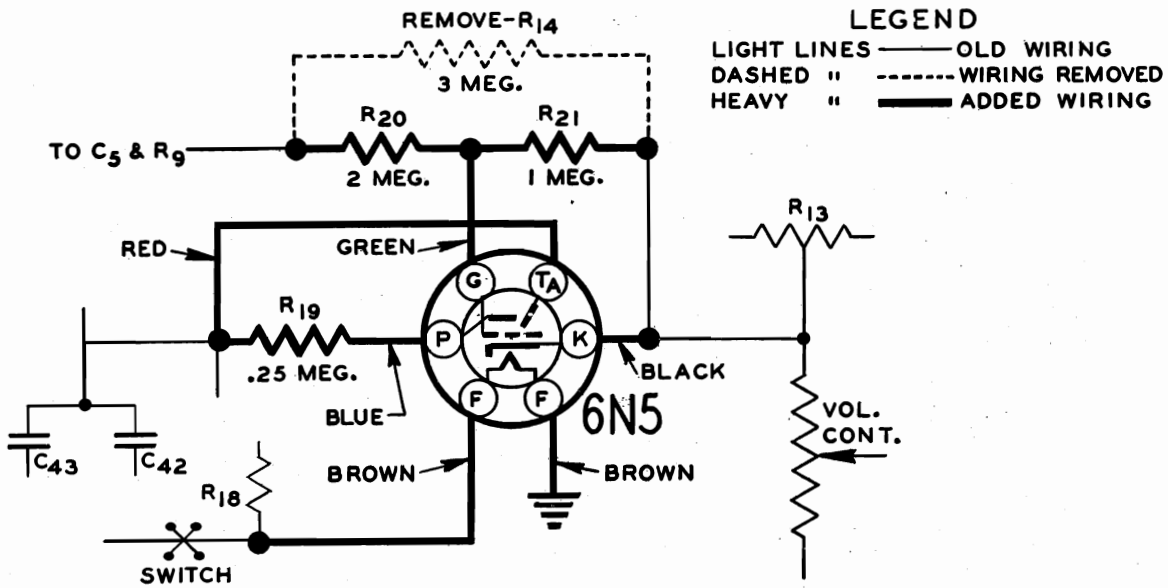 REMOVE-R14
3 MEG.
LEGEND
LIGHT LINES OLD WIRING
DASHED " WIRING REMOVED
HEAVY " ADDED WIRING
R20
R21
TO C5 & R9
2 MEG.
1 MEG.
R13
RED
GREEN
G
TA
R19
P
K
.25 MEG.
BLACK
BLUE
F
F
6N5
VOL.
CONT.
C43
C42
BROWN
BROWN
R18
SWITCH